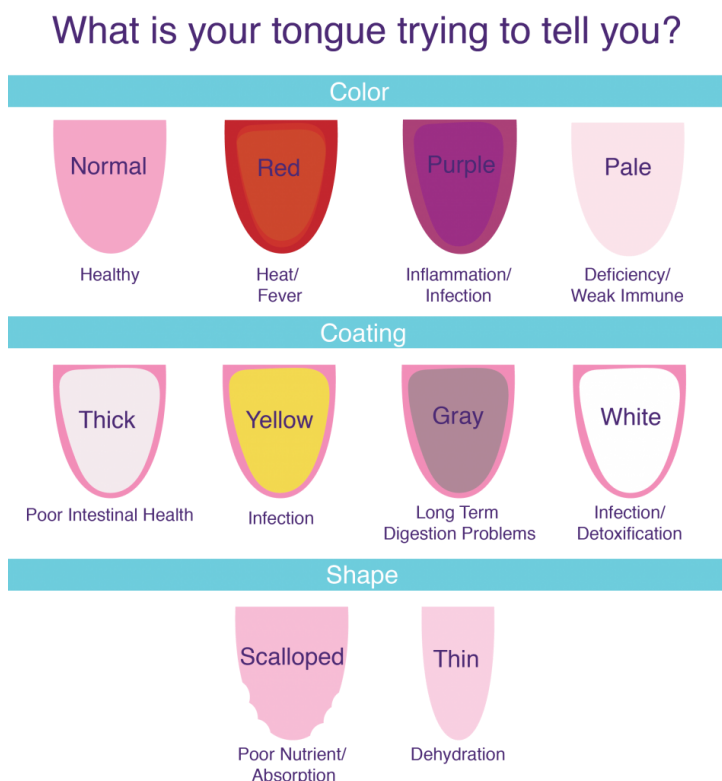 What is your tongue trying to tell you?
Color
Normal
Red
Purple
Pale
Healthy
Heat/
Fever
Inflammation/
Infection
Deficiency/
Weak Immune
Coating
Thick
Yellow
Gray
White
Poor Intestinal Health
Infection
Long Term
Digestion Problems
Infection/
Detoxification
Shape
Scalloped
Thin
Poor Nutrient/
Absorption
Dehydration